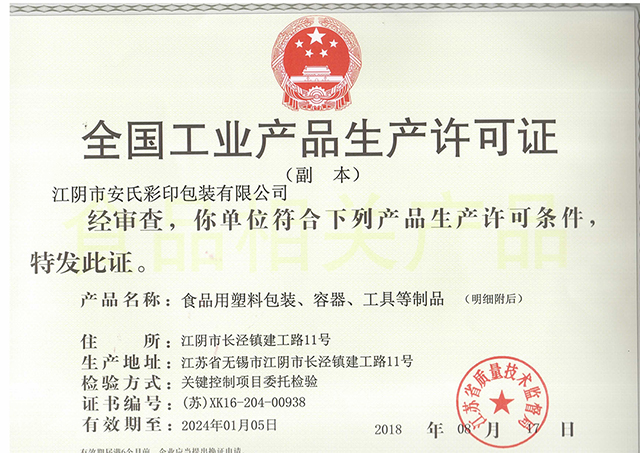 全国工业产品生产许可证
（副 本）
江阴市安氏彩印包装有限公司
经审查，你单位符合下列产品生产许可条件，
特发此证。
食品相关产品
产品名称：食品用塑料包装、容器、工具等制品 （明细附后）
住 所：江阴市长泾镇建工路11号
生产地址：江苏省无锡市江阴市长泾镇建工路11号
检验方式：关键控制项目委托检验
证书编号：(苏)XK16-204-00938
有效期至：2024年01月05日
2018 年 08 月 17 日
江苏省质量技术监督局